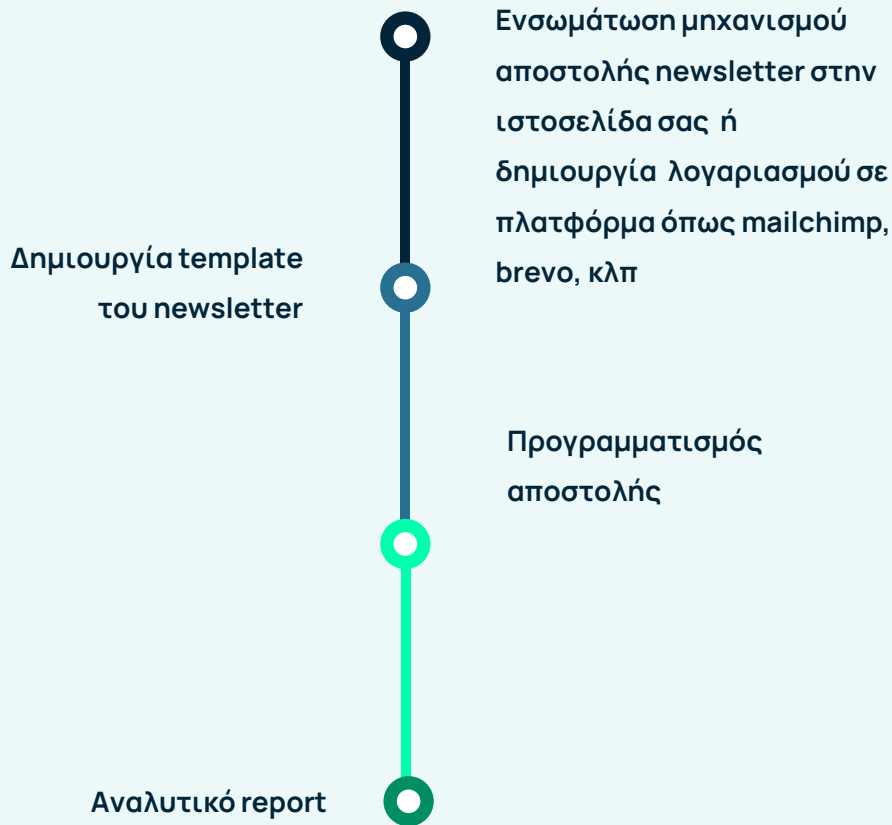 Ενσωμάτωση μηχανισμού
αποστολής newsletter στην
ιστοσελίδα σας ή
δημιουργία λογαριασμού σε
πλατφόρμα όπως mailchimp,
brevo, κλπ
Δημιουργία template
του newsletter
Προγραμματισμός
αποστολής
Αναλυτικό report